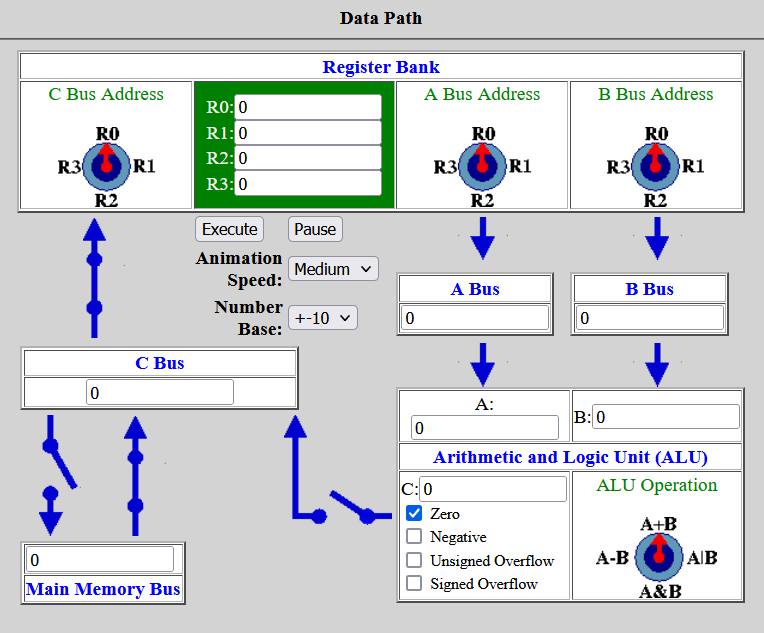 Data Path
Register Bank
C Bus Address
R0
R3 R1
R2
R0: 0
R1: 0
R2: 0
R3: 0
A Bus Address
R0
R3 R1
R2
B Bus Address
R0
R3 R1
R2
Execute Pause
Animation
Speed: Medium
Number
Base: +-10
A Bus
0
B Bus
0
C Bus
0
A:
0
B: 0
Arithmetic and Logic Unit (ALU)
C: 0
Zero
Negative
Unsigned Overflow
Signed Overflow
ALU Operation
A+B
A-B A|B
A&B
0
Main Memory Bus